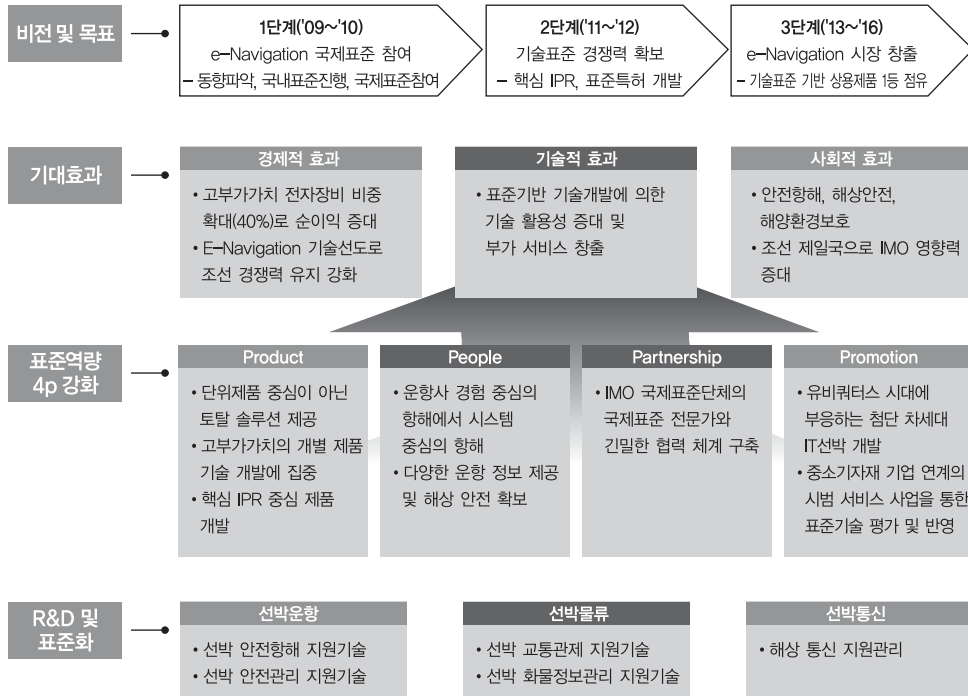 비전 및 목표
1단계('09~'10)
e-Navigation 국제표준 참여
- 동향파악, 국내표준진행, 국제표준참여
2단계('11~'12)
기술표준 경쟁력 확보
- 핵심 IPR, 표준특허 개발
3단계('13~'16)
e-Navigation 시장 창출
- 기술표준 기반 상용제품 1등 점유
기대효과
경제적 효과
• 고부가가치 전자장비 비중
확대(40%)로 순이익 증대
• E-Navigation 기술선도로
조선 경쟁력 유지 강화
기술적 효과
• 표준기반 기술개발에 의한
기술 활용성 증대 및
부가 서비스 창출
사회적 효과
• 안전항해, 해상안전,
해양환경보호
• 조선 제일국으로 IMO 영향력
증대
표준역량
4p 강화
Product
• 단위제품 중심이 아닌
토탈 솔루션 제공
• 고부가가치의 개별 제품
기술 개발에 집중
• 핵심 IPR 중심 제품
개발
People
• 운항사 경험 중심의
항해에서 시스템
중심의 항해
• 다양한 운항 정보 제공
및 해상 안전 확보
Partnership
• IMO 국제표준단체의
국제표준 전문가와
긴밀한 협력 체계 구축
Promotion
• 유비쿼터스 시대에
부응하는 첨단 차세대
IT선박 개발
• 중소기자재 기업 연계의
시범 서비스 사업을 통한
표준기술 평가 및 반영
R&D 및
표준화
선박운항
• 선박 안전항해 지원기술
• 선박 안전관리 지원기술
선박물류
• 선박 교통관제 지원기술
• 선박 화물정보관리 지원기술
선박통신
• 해상 통신 지원관리